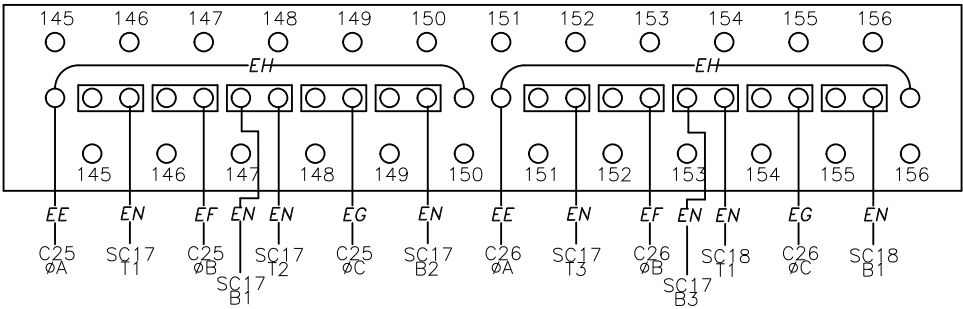 145 146 147 148 149 150 151 152 153 154 155 156
EH EH
145 146 147 148 149 150 151 152 153 154 155 156
EE EN EF EN EN EG EN EE EN EF EN EN EG EN
C25 SC17 C25 SC17 C25 SC17 C26 SC17 C26 SC18 C26 SC18
øA T1 øB T2 øC B2 øA T3 øB T1 øC B1
SC17 SC17
B1 B3